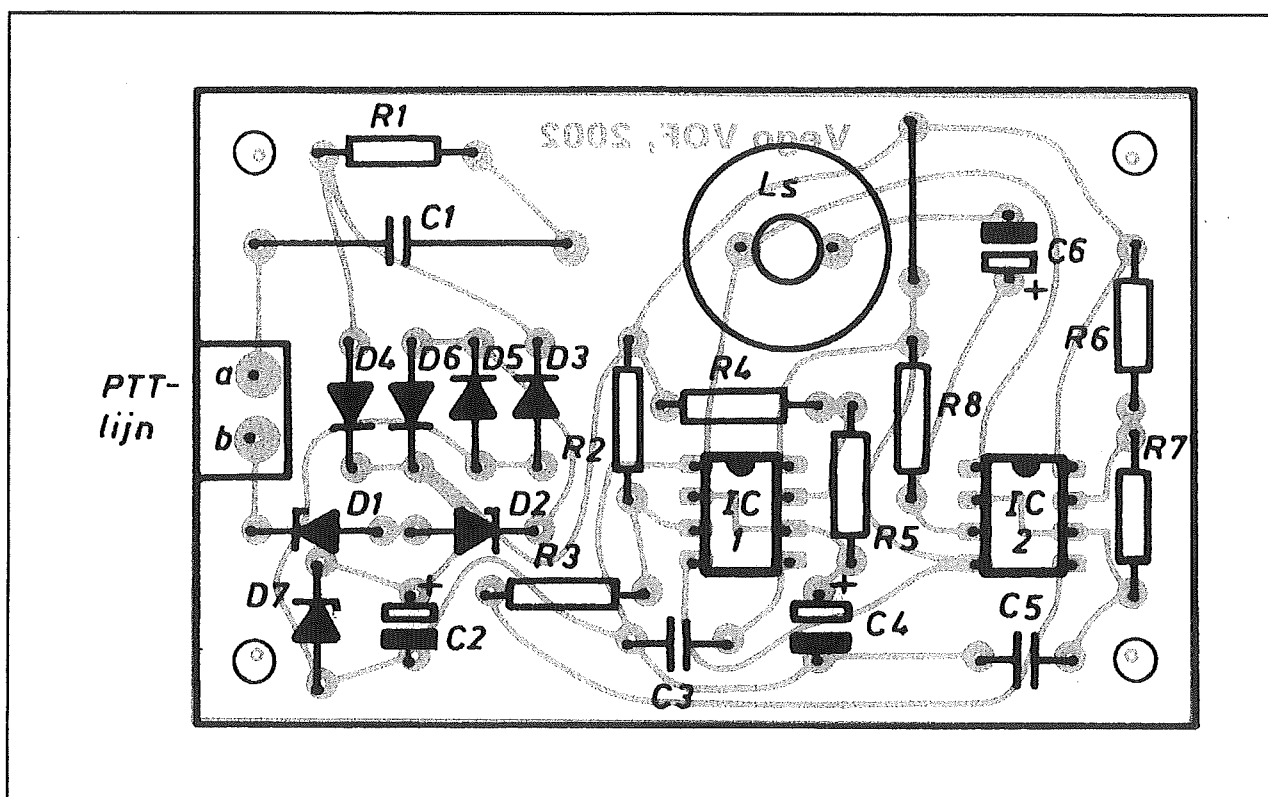 Vego VOF, 2002
R1
Ls
C1
C6
R6
D4
D6
D5
D3
R4
PTT-
lijn
a
b
R2
R8
R7
D1
D2
IC
1
R5
IC
2
R3
D7
+
C2
+
C4
C5
C3
+